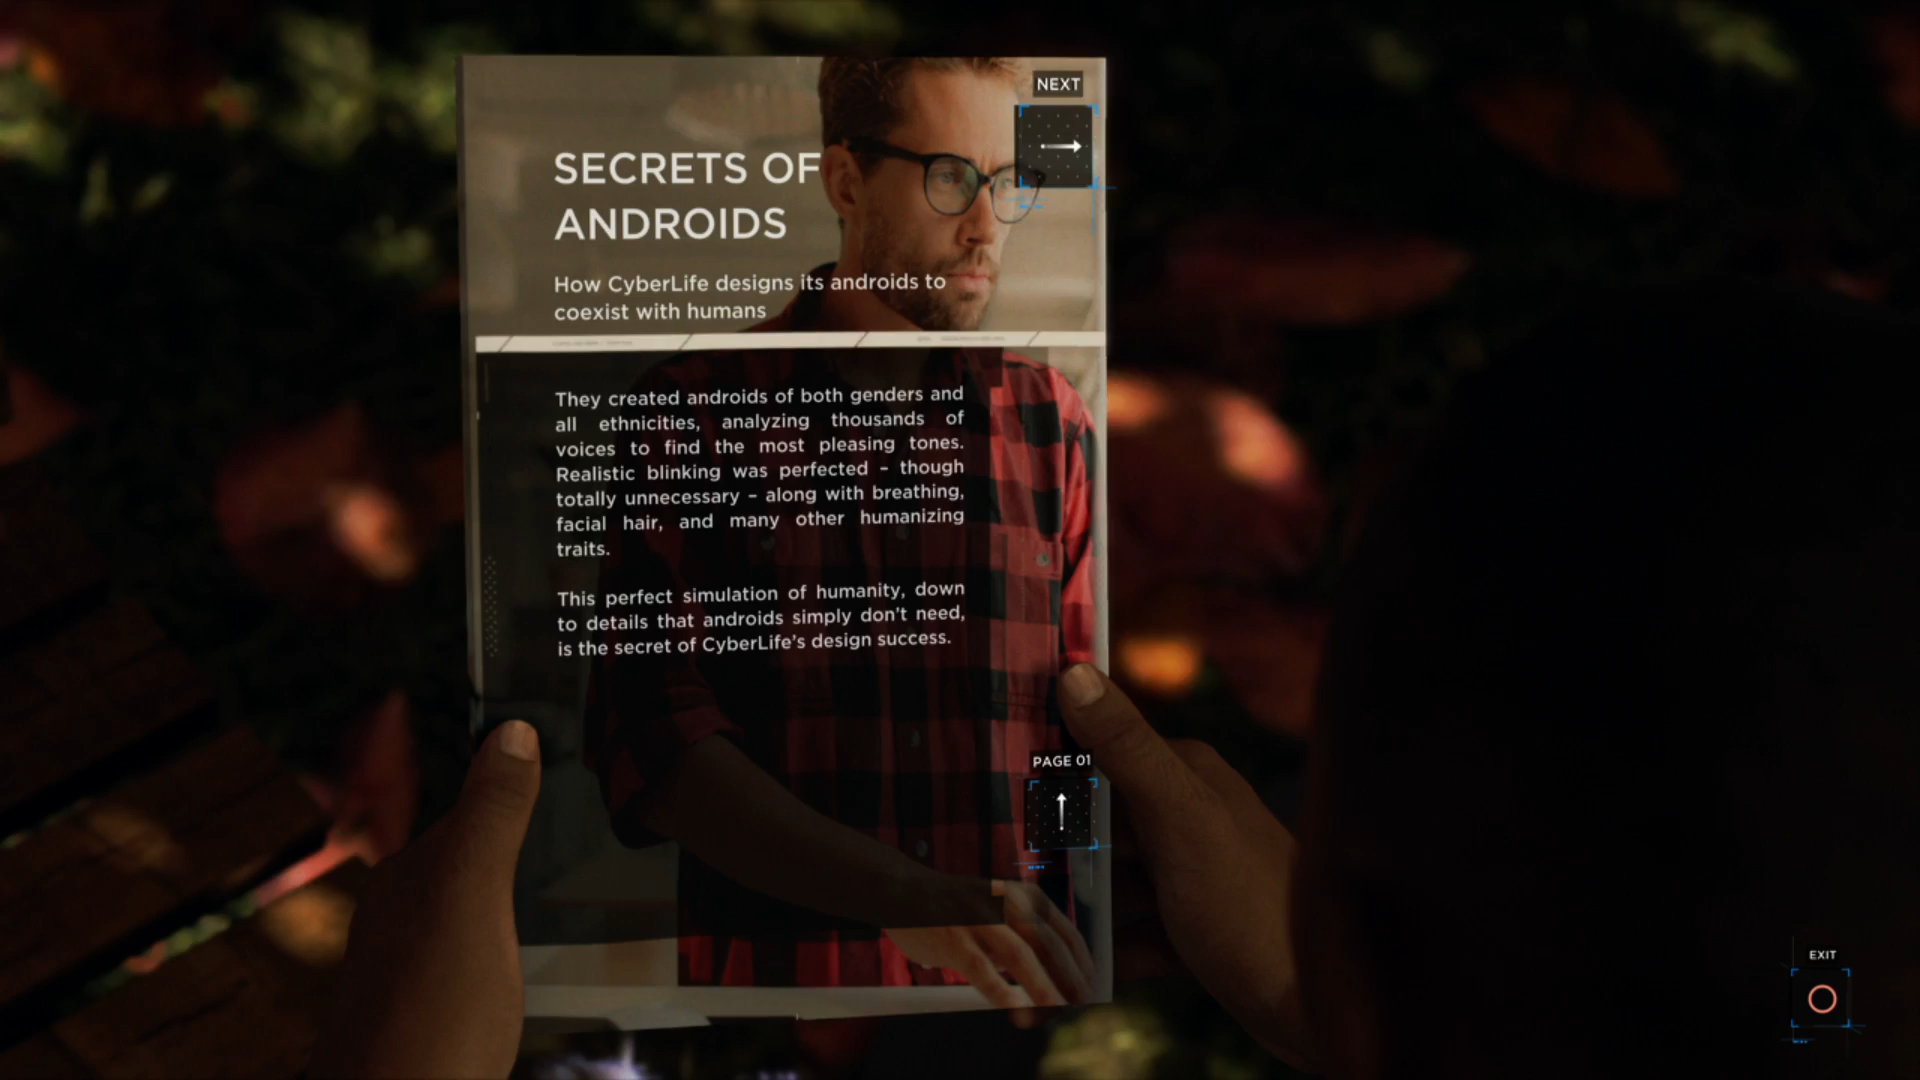 NEXT
SECRETS OF
ANDROIDS
How CyberLife designs its androids to
coexist with humans
They created androids of both genders and
all ethnicities, analyzing thousands of
voices to find the most pleasing tones.
Realistic blinking was perfected – though
totally unnecessary – along with breathing,
facial hair, and many other humanizing
traits.
This perfect simulation of humanity, down
to details that androids simply don't need,
is the secret of CyberLife's design success.
PAGE 01
EXIT